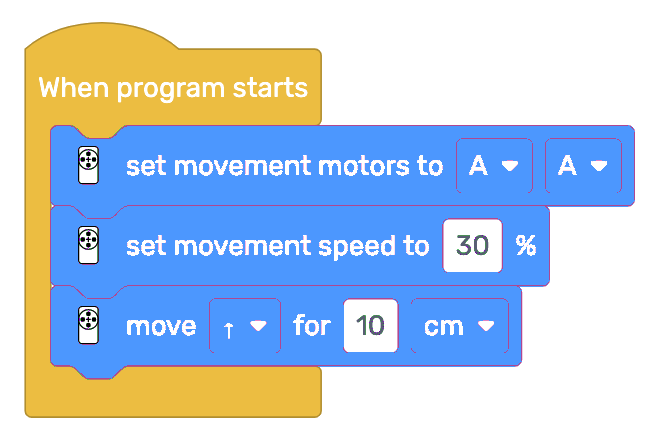 When program starts
set movement motors to A A
set movement speed to 30 %
move ↑ for 10 cm